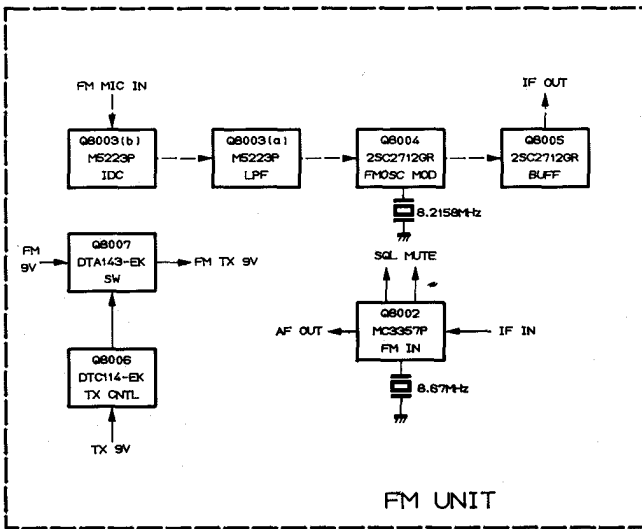 FM MIC IN
IF OUT
Q8003(b)
M5223P
IDC
Q8003(a)
M5223P
LPF
Q8004
2SC2712GR
FMOSC MOD
Q8005
2SC2712GR
BUFF
8.2158MHz
FM
9V
Q8007
DTA143-EK
SW
FM TX 9V
SQL MUTE
Q8002
MC3357P
FM IN
AF OUT
IF IN
Q8006
DTC114-EK
TX CNTL
8.67MHz
TX 9V
FM UNIT